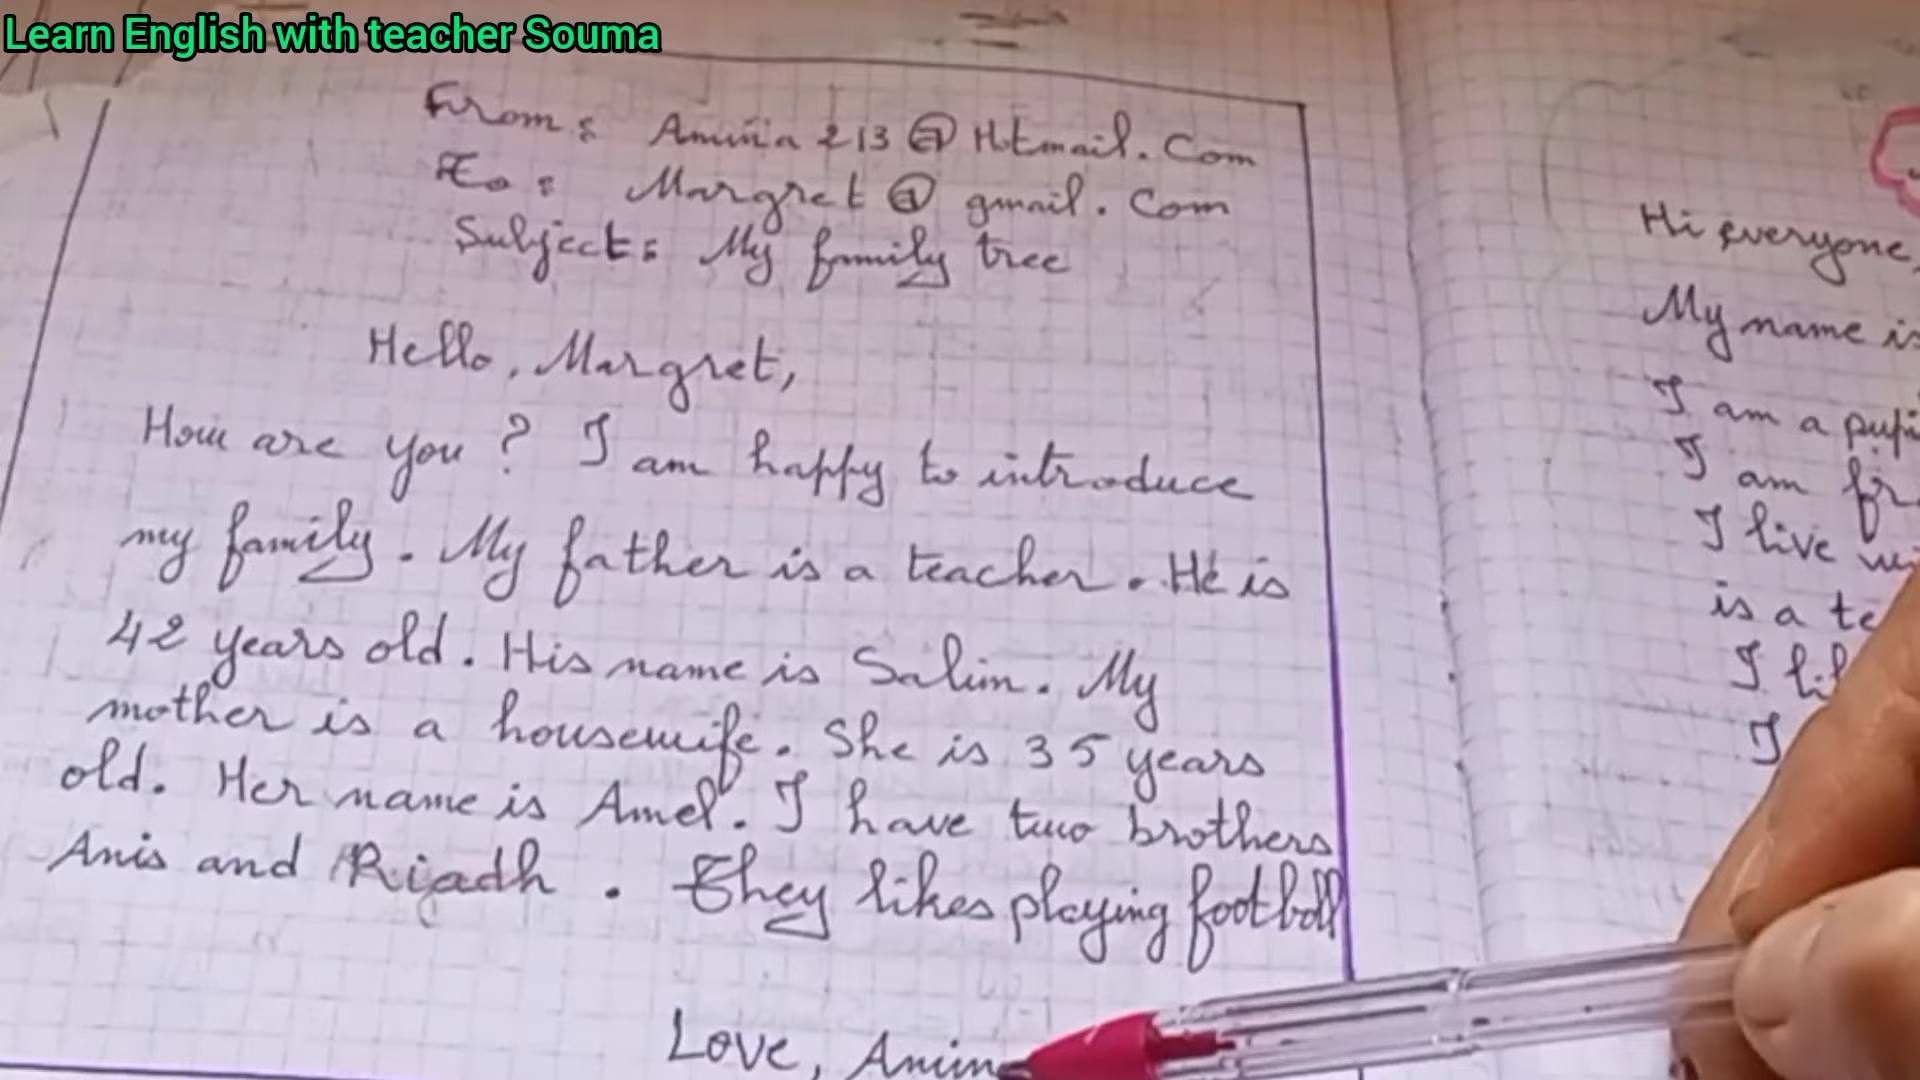 Learn English with teacher Souma
From: Amina 213 @ Hotmail. Com
To: Margret @ gmail. Com
Subject: My family tree
Hello, Margret,
How are you ? I am happy to introduce
my family. My father is a teacher. He is
42 years old. His name is Salim. My
mother is a housewife. She is 35 years
old. Her name is Amel. I have two brothers
Anis and Riadh. They likes playing football
Love,
Hi everyone,
My name is
I am a
I am
I live
is a
I
I